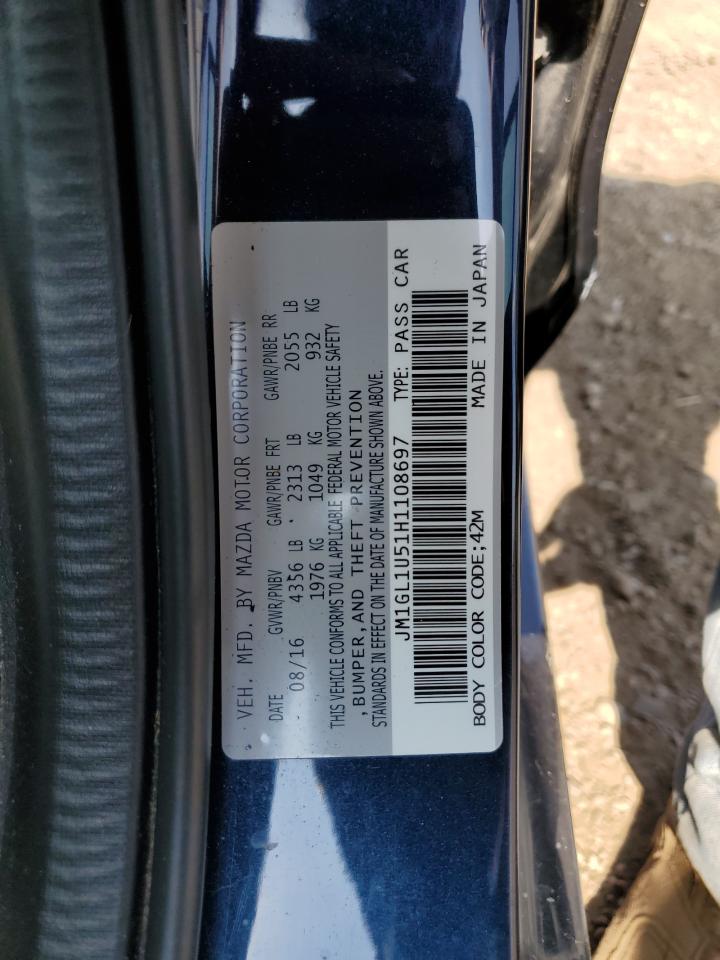 VEH. MFD. BY MAZDA MOTOR CORPORATION
DATE GVWR/PNBV GAWR/PNBE FRT GAWR/PNBE RR
08/16 4356 LB 2313 LB 2055 LB
1976 KG 1049 KG 932 KG
THIS VEHICLE CONFORMS TO ALL APPLICABLE FEDERAL MOTOR VEHICLE SAFETY
,BUMPER,AND THEFT PREVENTION
STANDARDS IN EFFECT ON THE DATE OF MANUFACTURE SHOWN ABOVE.
JM1GL1U51H1108697 TYPE: PASS CAR
BODY COLOR CODE;42M MADE IN JAPAN